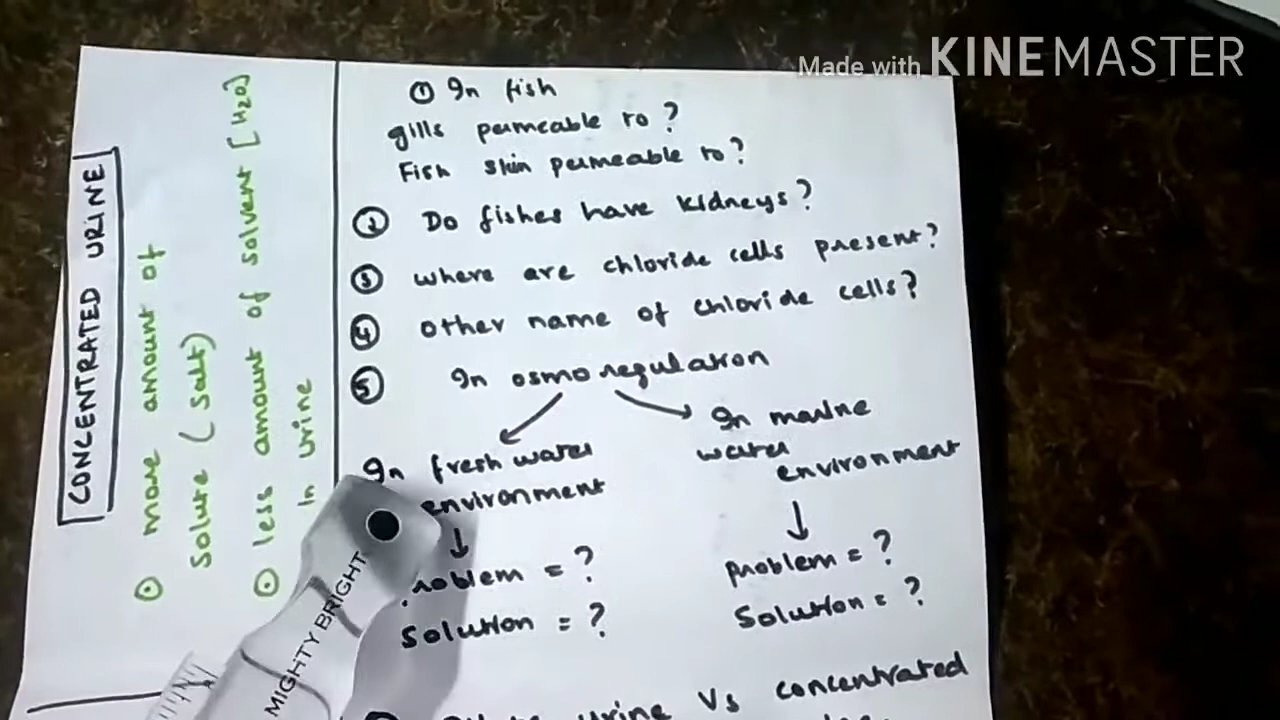 Made with KINEMASTER
CONCENTRATED URINE
more amount of
solute (salt)
less amount of solvent [H2O]
In urine
① In fish
gills permeable to ?
Fish skin permeable to ?
② Do fishes have kidneys ?
③ where are chloride cells present ?
④ other name of chloride cells ?
⑤ In osmoregulation
In fresh water
environment
roblem = ?
Solution = ?
In marine
water
environment
problem = ?
Solution = ?
urine Vs concentrated
MIGHTY BRIGHT